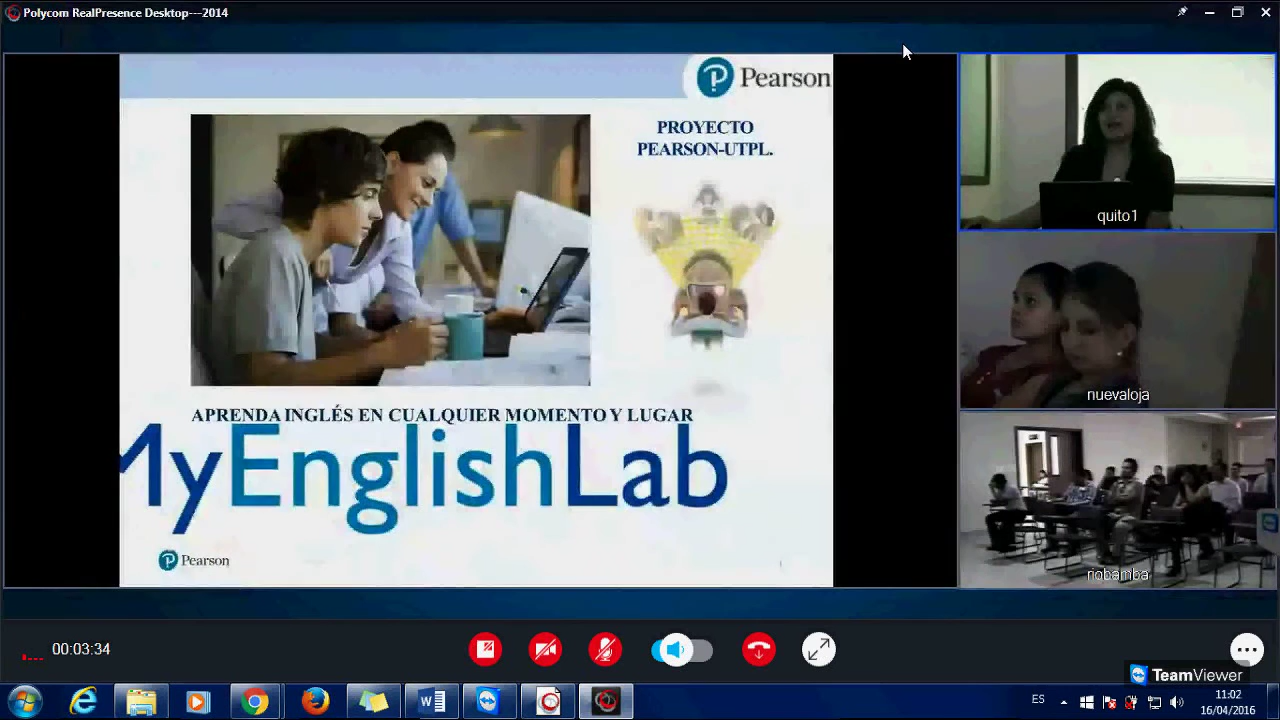 Polycom RealPresence Desktop---2014
Pearson
PROYECTO
PEARSON-UTPL.
APRENDA INGLÉS EN CUALQUIER MOMENTO Y LUGAR
MyEnglishLab
Pearson
quito1
nuevaloja
riobamba
00:03:34
TeamViewer
ES
11:02
16/04/2016